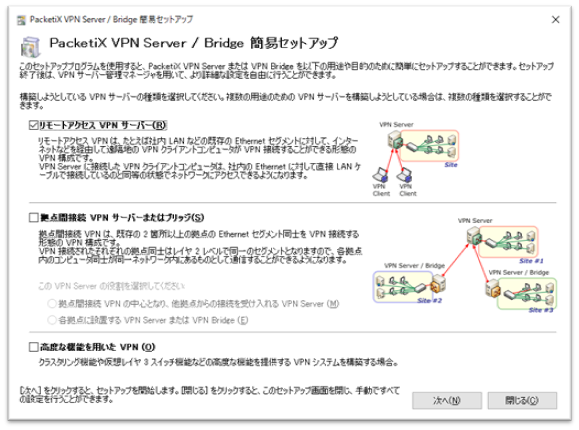 PacketiX VPN Server / Bridge 簡易セットアップ
PacketiX VPN Server / Bridge 簡易セットアップ
このセットアッププログラムを使用すると、PacketiX VPN Server または VPN Bridge を以下の用途や目的のために簡単にセットアップすることができます。セットアップ
終了後は、VPN サーバー管理マネージャを用いて、より詳細な設定を自由に行うことができます。
構築しようとしている VPN サーバーの種類を選択してください。複数の用途のための VPN サーバーを構築しようとしている場合は、複数の種類を選択することがで
きます。
リモートアクセス VPN サーバー(R)
リモートアクセス VPN は、たとえば社内 LAN などの既存の Ethernet セグメントに対して、インター
ネットなどを経由して遠隔地の VPN クライアントコンピュータが VPN 接続することができる形態の
VPN 構成です。
VPN Server に接続した VPN クライアントコンピュータは、社内の Ethernet に対して直接 LAN ケ
ーブルで接続しているのと同等の状態でネットワークにアクセスできるようになります。
VPN Server
Site
VPN Client
VPN Client
拠点間接続 VPN サーバーまたはブリッジ(S)
拠点間接続 VPN は、既存の 2 箇所以上の拠点の Ethernet セグメント同士を VPN 接続する
形態の VPN 構成です。
VPN 接続されたそれぞれの拠点同士はレイヤ 2 レベルで同一のセグメントとなりますので、各拠点
内のコンピュータ同士が同一ネットワーク内にあるものとして通信することができるようになります。
この VPN Server の役割を選択してください:
拠点間接続 VPN の中心となり、他拠点からの接続を受け入れる VPN Server (M)
各拠点に設置する VPN Server または VPN Bridge (E)
VPN Server
Site #1
VPN Server / Bridge
Site #2
VPN Server / Bridge
Site #3
高度な機能を用いた VPN (O)
クラスタリング機能や仮想レイヤ 3 スイッチ機能などの高度な機能を提供する VPN システムを構築する場合。
[次へ] をクリックすると、セットアップを開始します。[閉じる] をクリックすると、このセットアップ画面を閉じ、手動ですべて
の設定を行うことができます。
次へ(N)
閉じる(C)